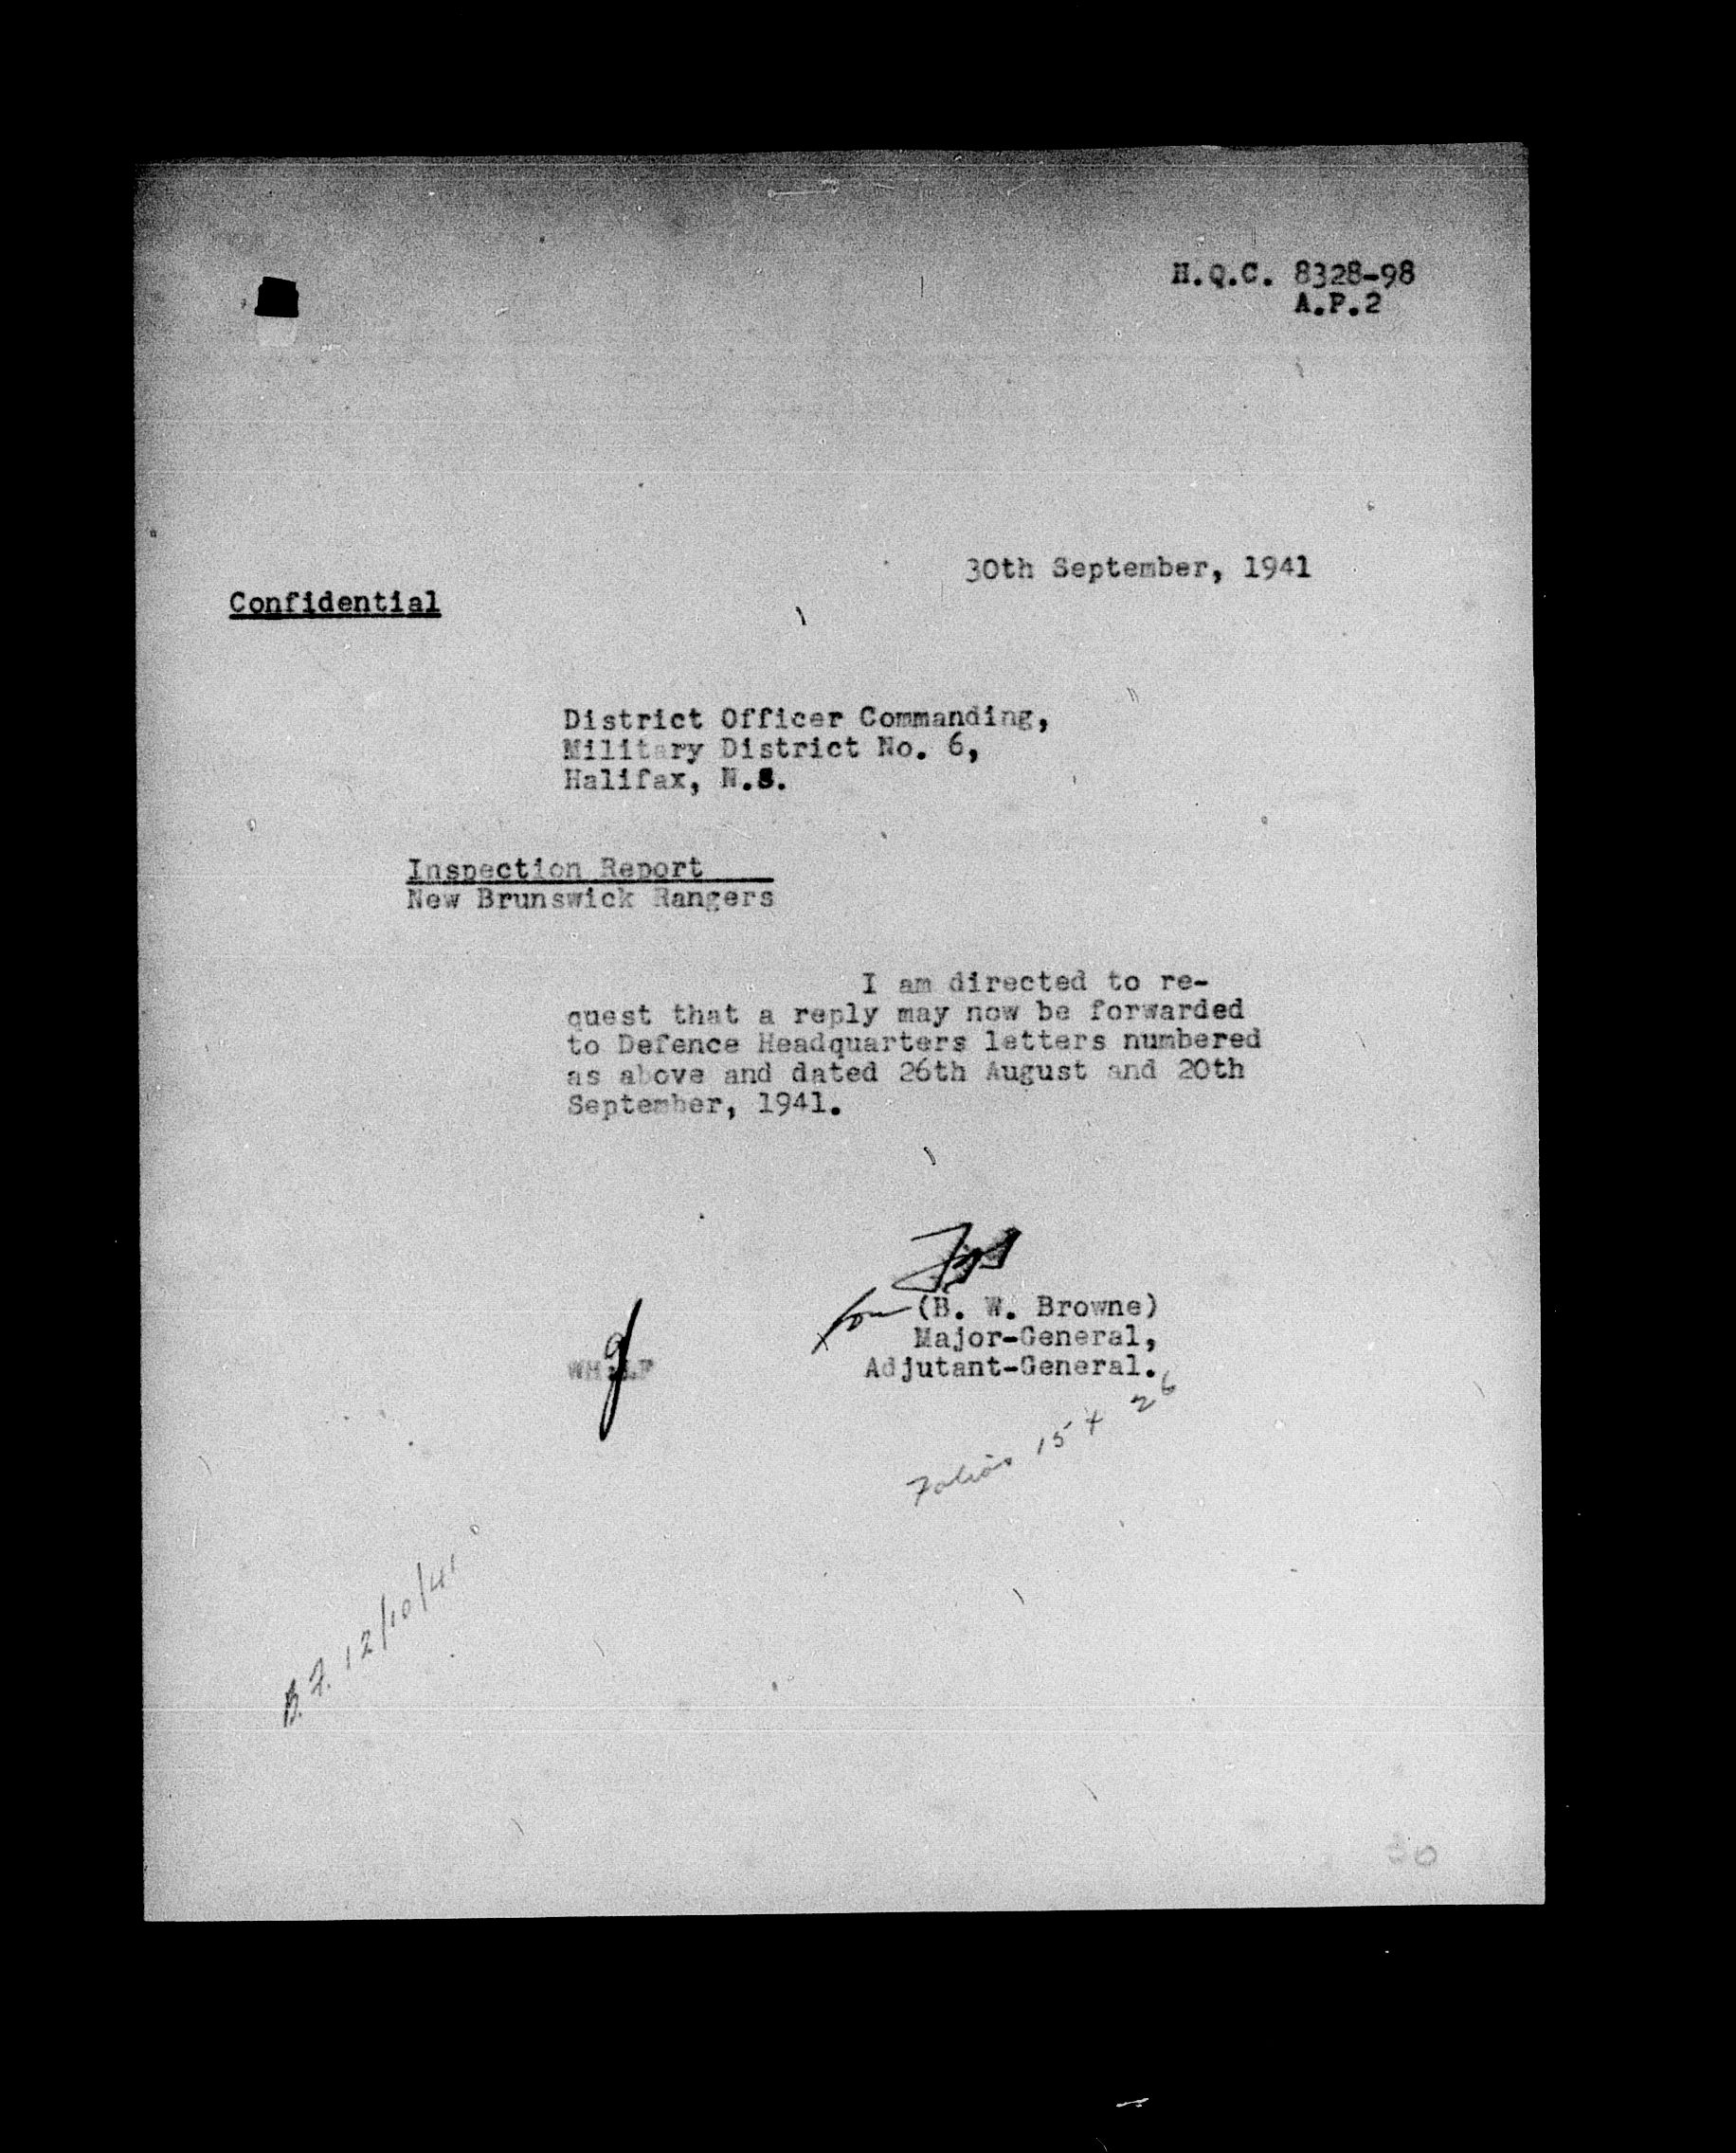 H.Q.C. 8328-98
A.P.2
30th September, 1941
Confidential
District Officer Commanding,
Military District No. 6,
Halifax, N.S.
Inspection Report
New Brunswick Rangers
I am directed to re-
quest that a reply may now be forwarded
to Defence Headquarters letters numbered
as above and dated 26th August and 20th
September, 1941.
for (B. W. Browne)
Major-General,
Adjutant-General.
Folios 15 + 26
B.F. 12/10/41